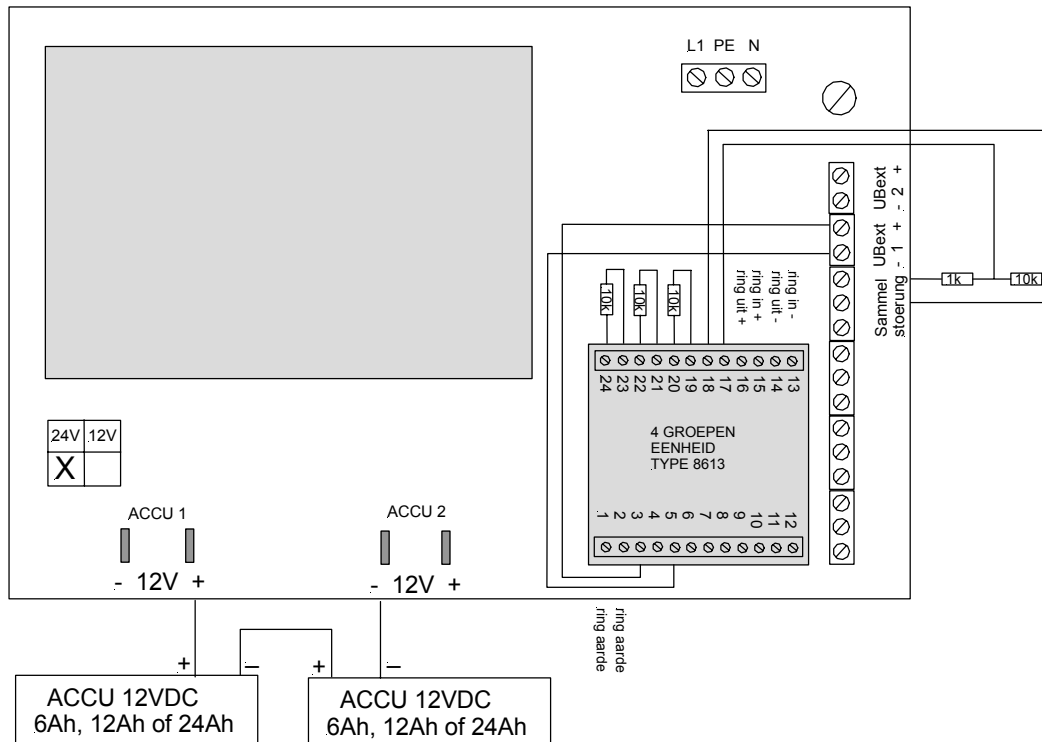 L1 PE N
UBext
- 2 +
UBext
- 1 +
Sammel
stoerung
1k
10k
10k
10k
10k
ring uit +
ring in +
ring uit -
ring in -
24 23 22 21 20 19 18 17 16 15 14 13
4 GROEPEN
EENHEID
TYPE 8613
1 2 3 4 5 6 7 8 9 10 11 12
ring aarde
ring aarde
24V 12V
X
ACCU 1
- 12V +
ACCU 2
- 12V +
+ – + –
ACCU 12VDC
6Ah, 12Ah of 24Ah
ACCU 12VDC
6Ah, 12Ah of 24Ah